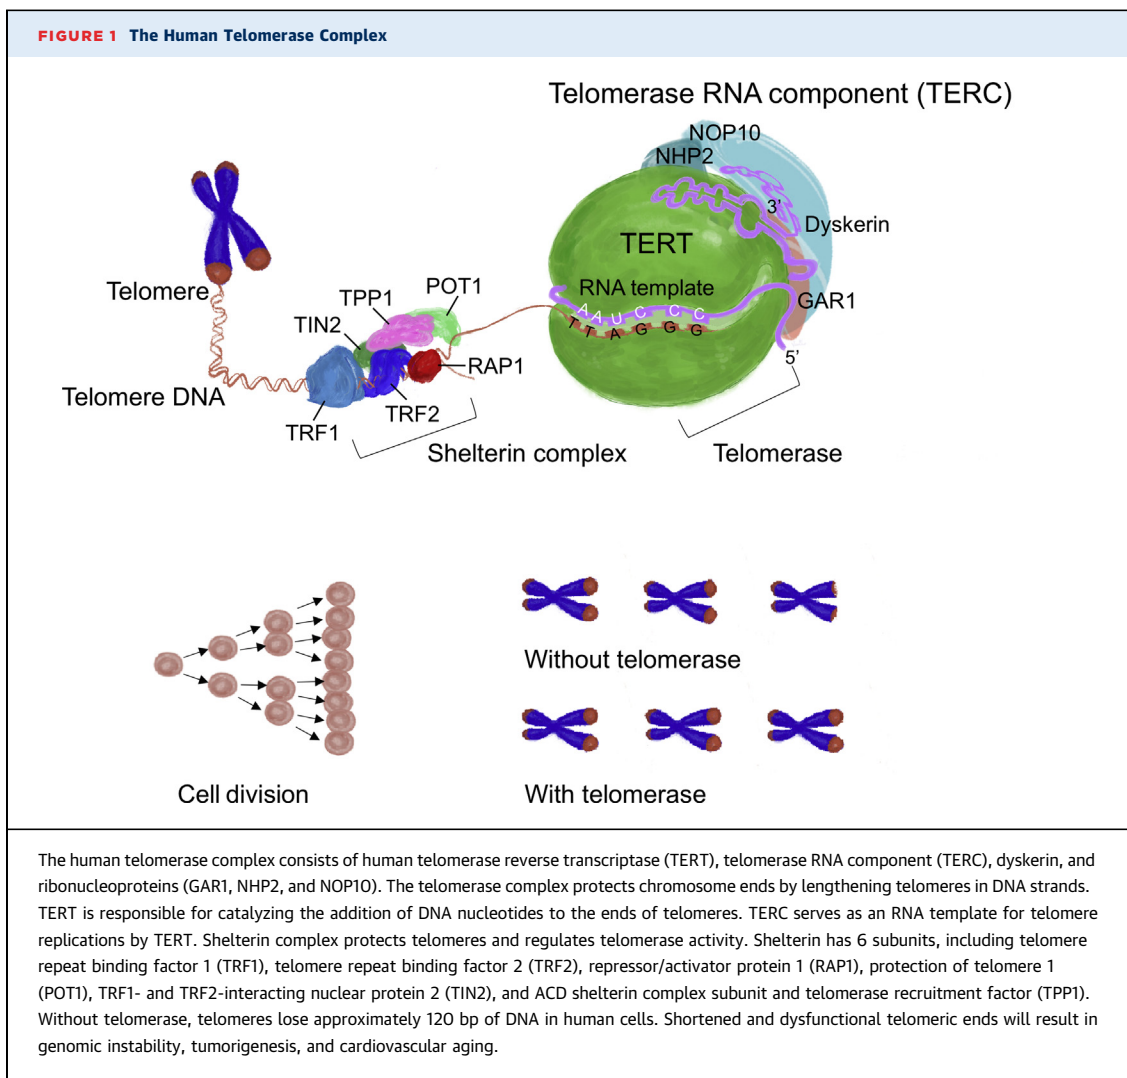 FIGURE 1 The Human Telomerase Complex
Telomerase RNA component (TERC)
NOP10
NHP2
3'
Dyskerin
TERT
Telomere
TPP1
POT1
RNA template
GAR1
TIN2
A A U C C C
T T A G G G
5'
RAP1
Telomere DNA
TRF2
TRF1
Shelterin complex
Telomerase
Without telomerase
Cell division
With telomerase
The human telomerase complex consists of human telomerase reverse transcriptase (TERT), telomerase RNA component (TERC), dyskerin, and
ribonucleoproteins (GAR1, NHP2, and NOP10). The telomerase complex protects chromosome ends by lengthening telomeres in DNA strands.
TERT is responsible for catalyzing the addition of DNA nucleotides to the ends of telomeres. TERC serves as an RNA template for telomere
replications by TERT. Shelterin complex protects telomeres and regulates telomerase activity. Shelterin has 6 subunits, including telomere
repeat binding factor 1 (TRF1), telomere repeat binding factor 2 (TRF2), repressor/activator protein 1 (RAP1), protection of telomere 1
(POT1), TRF1- and TRF2-interacting nuclear protein 2 (TIN2), and ACD shelterin complex subunit and telomerase recruitment factor (TPP1).
Without telomerase, telomeres lose approximately 120 bp of DNA in human cells. Shortened and dysfunctional telomeric ends will result in
genomic instability, tumorigenesis, and cardiovascular aging.